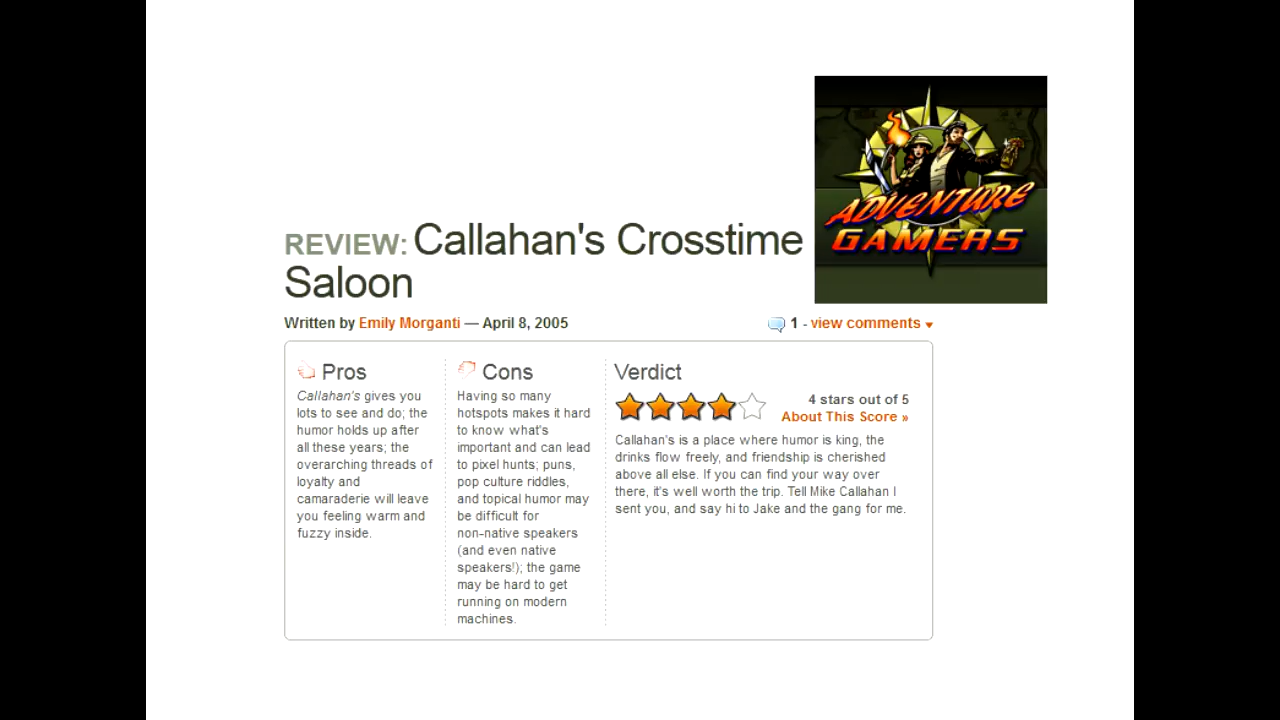 ADVENTURE
GAMERS
REVIEW: Callahan's Crosstime
Saloon
Written by Emily Morganti — April 8, 2005
1 - view comments
Pros
Callahan's gives you
lots to see and do; the
humor holds up after
all these years; the
overarching threads of
loyalty and
camaraderie will leave
you feeling warm and
fuzzy inside.
Cons
Having so many
hotspots makes it hard
to know what's
important and can lead
to pixel hunts; puns,
pop culture riddles,
and topical humor may
be difficult for
non-native speakers
(and even native
speakers!); the game
may be hard to get
running on modern
machines.
Verdict
4 stars out of 5
About This Score »
Callahan's is a place where humor is king, the
drinks flow freely, and friendship is cherished
above all else. If you can find your way over
there, it's well worth the trip. Tell Mike Callahan I
sent you, and say hi to Jake and the gang for me.